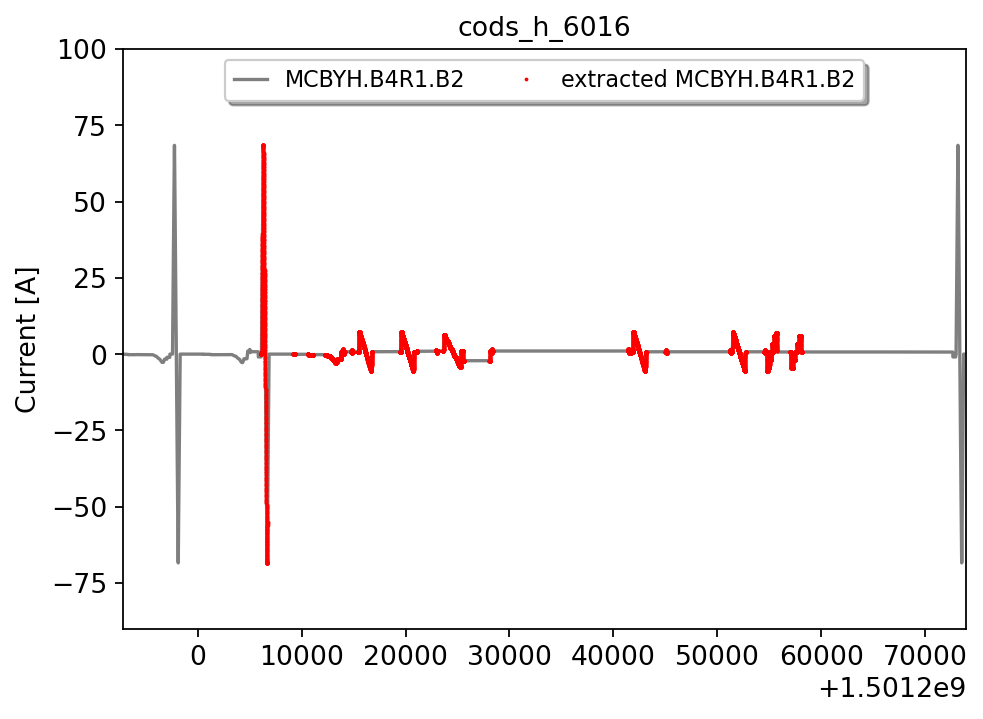 cods_h_6016
MCBYH.B4R1.B2
extracted MCBYH.B4R1.B2
Current [A]
100
75
50
25
0
−25
−50
−75
0 10000 20000 30000 40000 50000 60000 70000
+1.5012e9